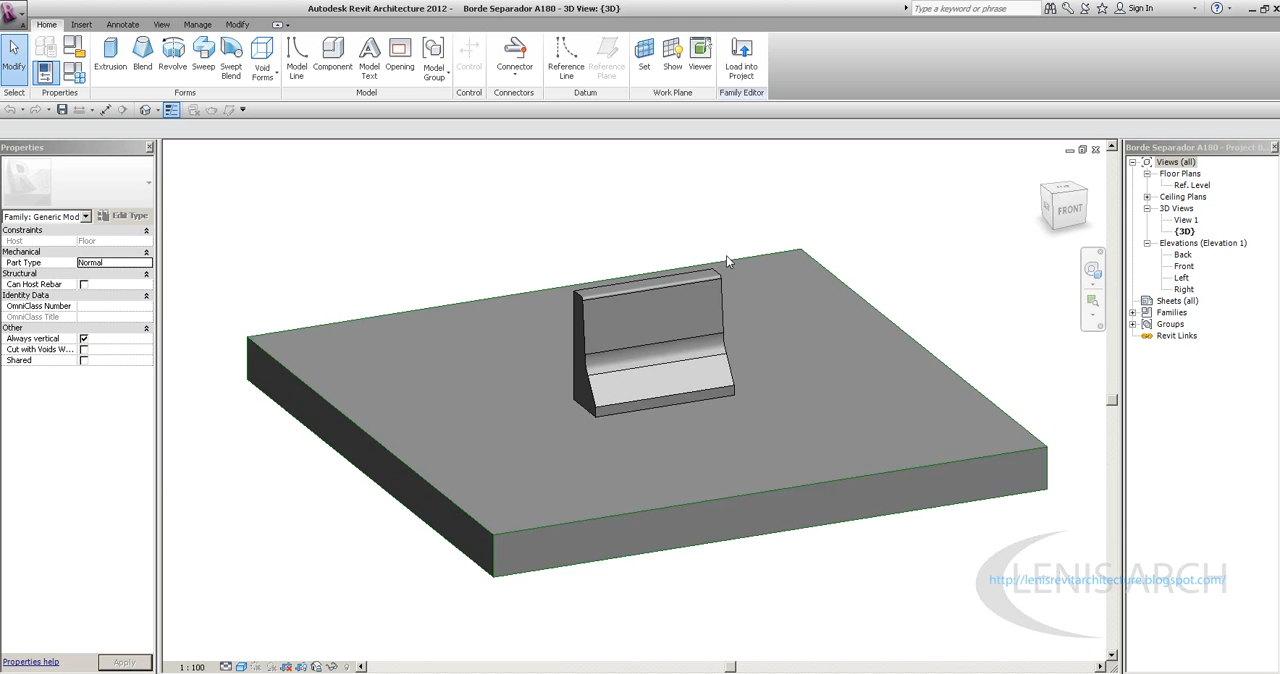 Autodesk Revit Architecture 2012 -    Borde Separador A180 - 3D View: {3D}
Type a keyword or phrase
Sign In
Home Insert Annotate View Manage Modify
Modify
Extrusion Blend Revolve Sweep Swept Blend Void Forms
Model Line Component Model Text Opening Model Group
Control Connector
Reference Line Reference Plane
Set Show Viewer Load into Project
Select Properties Forms Model Control Connectors Datum Work Plane Family Editor
Properties
Family: Generic Mod Edit Type
Constraints
Host Floor
Mechanical
Part Type Normal
Structural
Can Host Rebar
Identity Data
OmniClass Number
OmniClass Title
Other
Always vertical
Cut with Voids W...
Shared
Properties help Apply
FRONT
LENIS ARCH
http://lenisrevitarchitecture.blogspot.com/
1 : 100
Borde Separador A180 - Project B...
Views (all)
Floor Plans
Ref. Level
Ceiling Plans
3D Views
View 1
{3D}
Elevations (Elevation 1)
Back
Front
Left
Right
Sheets (all)
Families
Groups
Revit Links